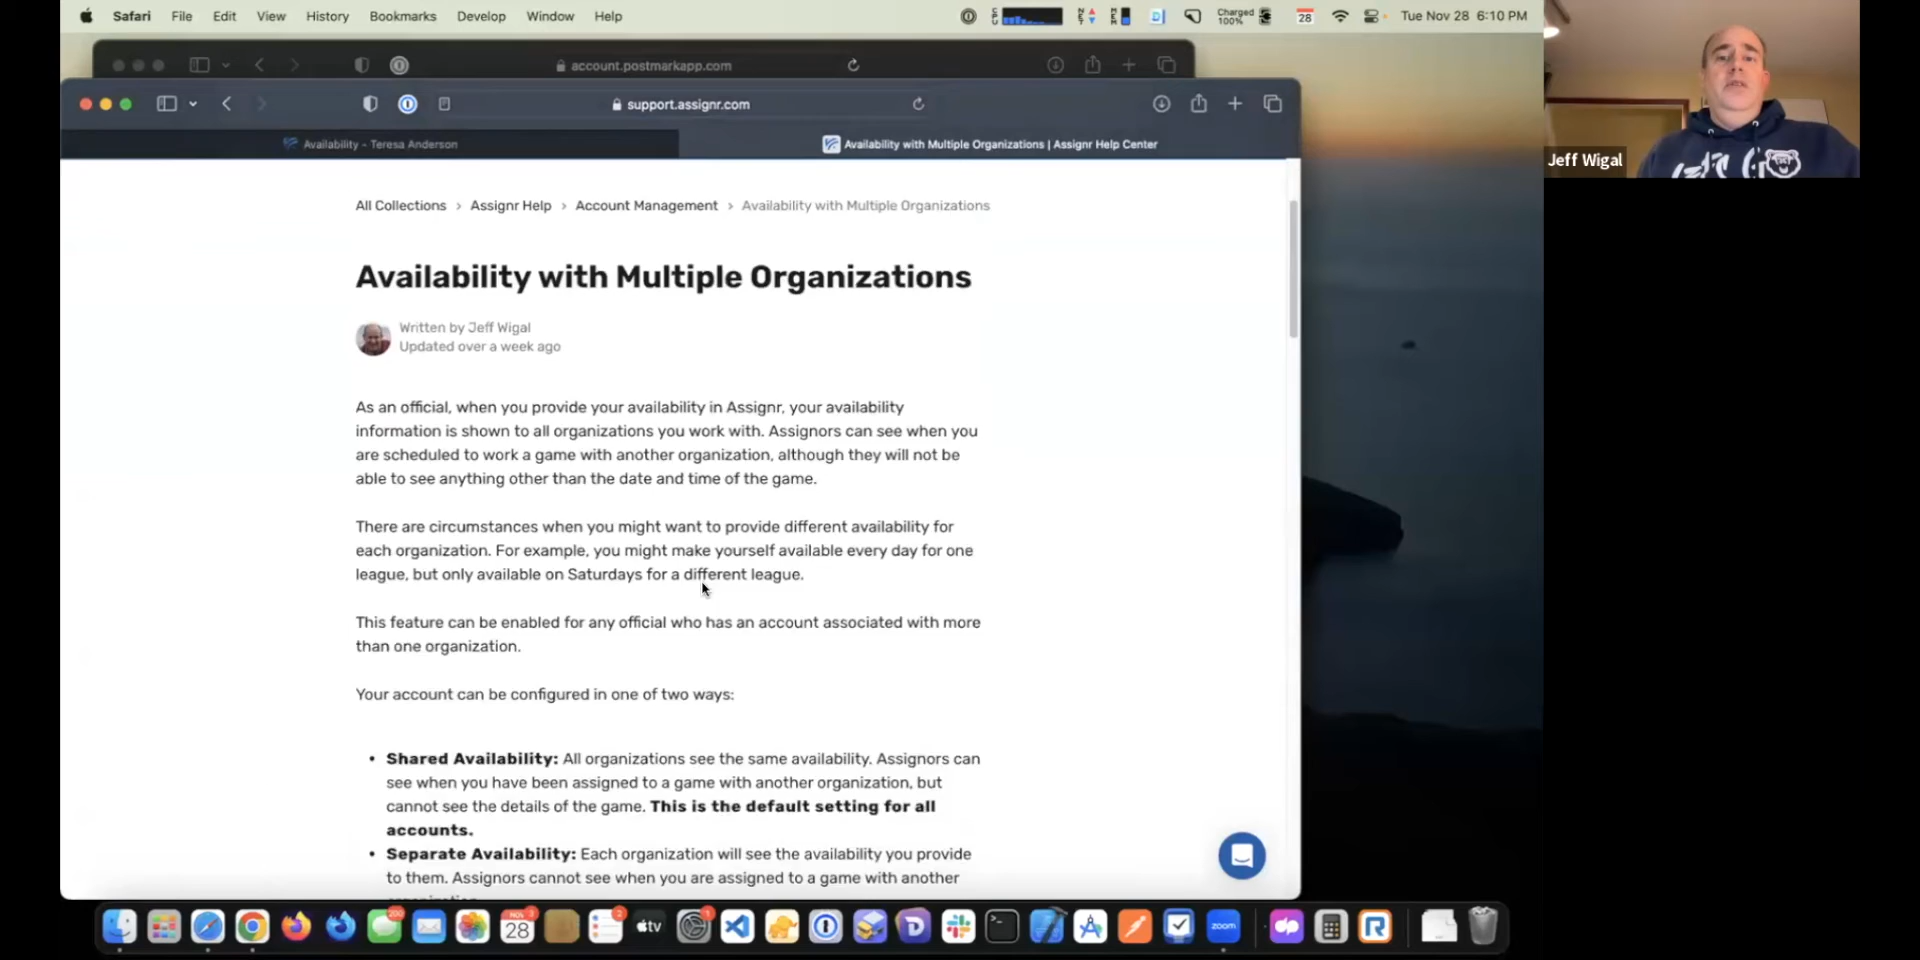 Safari File Edit View History Bookmarks Develop Window Help
Charged 100% 28 Tue Nov 28 6:10 PM
account.postmarkapp.com
support.assignr.com
Availability - Teresa Anderson
Availability with Multiple Organizations | Assignr Help Center
Jeff Wigal
All Collections > Assignr Help > Account Management > Availability with Multiple Organizations
Availability with Multiple Organizations
Written by Jeff Wigal
Updated over a week ago
As an official, when you provide your availability in Assignr, your availability
information is shown to all organizations you work with. Assignors can see when you
are scheduled to work a game with another organization, although they will not be
able to see anything other than the date and time of the game.
There are circumstances when you might want to provide different availability for
each organization. For example, you might make yourself available every day for one
league, but only available on Saturdays for a different league.
This feature can be enabled for any official who has an account associated with more
than one organization.
Your account can be configured in one of two ways:
• Shared Availability: All organizations see the same availability. Assignors can
see when you have been assigned to a game with another organization, but
cannot see the details of the game. This is the default setting for all
accounts.
• Separate Availability: Each organization will see the availability you provide
to them. Assignors cannot see when you are assigned to a game with another
200 NOV 28 tv zoom